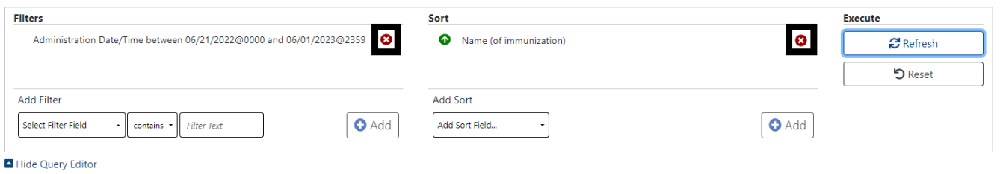 Filters
Administration Date/Time between 06/21/2022@0000 and 06/01/2023@2359
Add Filter
Select Filter Field
contains
Filter Text
Add
Sort
Name (of immunization)
Add Sort
Add Sort Field...
Add
Execute
Refresh
Reset
Hide Query Editor